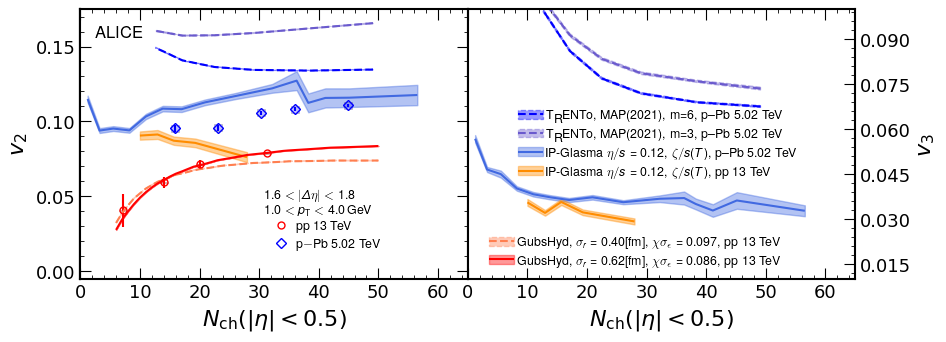 ALICE
v2
0.15
0.10
0.05
0.00
1.6 < |Δη| < 1.8
1.0 < pT < 4.0 GeV
pp 13 TeV
p−Pb 5.02 TeV
0 10 20 30 40 50 60
Nch(|η| < 0.5)
TRENTo, MAP(2021), m=6, p–Pb 5.02 TeV
TRENTo, MAP(2021), m=3, p–Pb 5.02 TeV
IP-Glasma η/s = 0.12, ζ/s(T), p–Pb 5.02 TeV
IP-Glasma η/s = 0.12, ζ/s(T), pp 13 TeV
GubsHyd, σr = 0.40[fm], χσϵ = 0.097, pp 13 TeV
GubsHyd, σr = 0.62[fm], χσϵ = 0.086, pp 13 TeV
0.090
0.075
0.060
0.045
0.030
0.015
v3
0 10 20 30 40 50 60
Nch(|η| < 0.5)